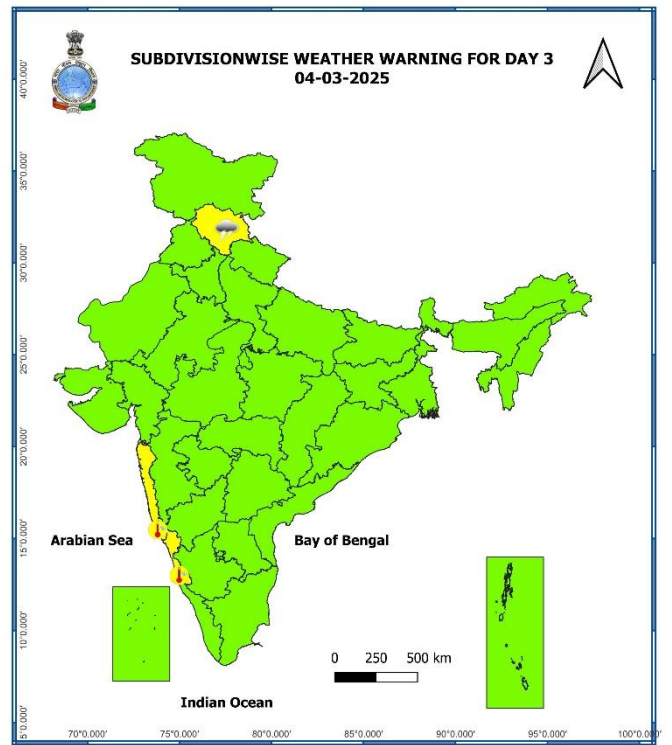 SUBDIVISIONWISE WEATHER WARNING FOR DAY 3
04-03-2025
40°0.000'
35°0.000'
30°0.000'
25°0.000'
20°0.000'
15°0.000'
10°0.000'
5°0.000'
Arabian Sea
Bay of Bengal
0 250 500 km
Indian Ocean
70°0.000' 75°0.000' 80°0.000' 85°0.000' 90°0.000' 95°0.000' 100°0.000'